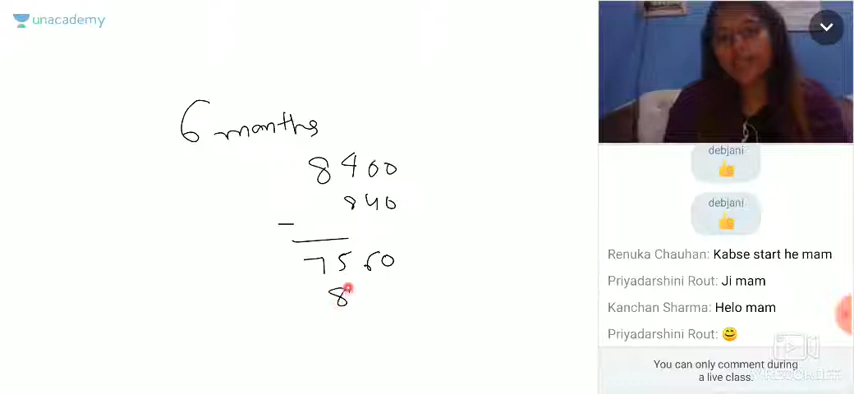 unacademy
6 months
8400
840
-
7560
8
debjani
👍
debjani
👍
Renuka Chauhan: Kabse start he mam
Priyadarshini Rout: Ji mam
Kanchan Sharma: Helo mam
Priyadarshini Rout: 😊
You can only comment during
a live class.